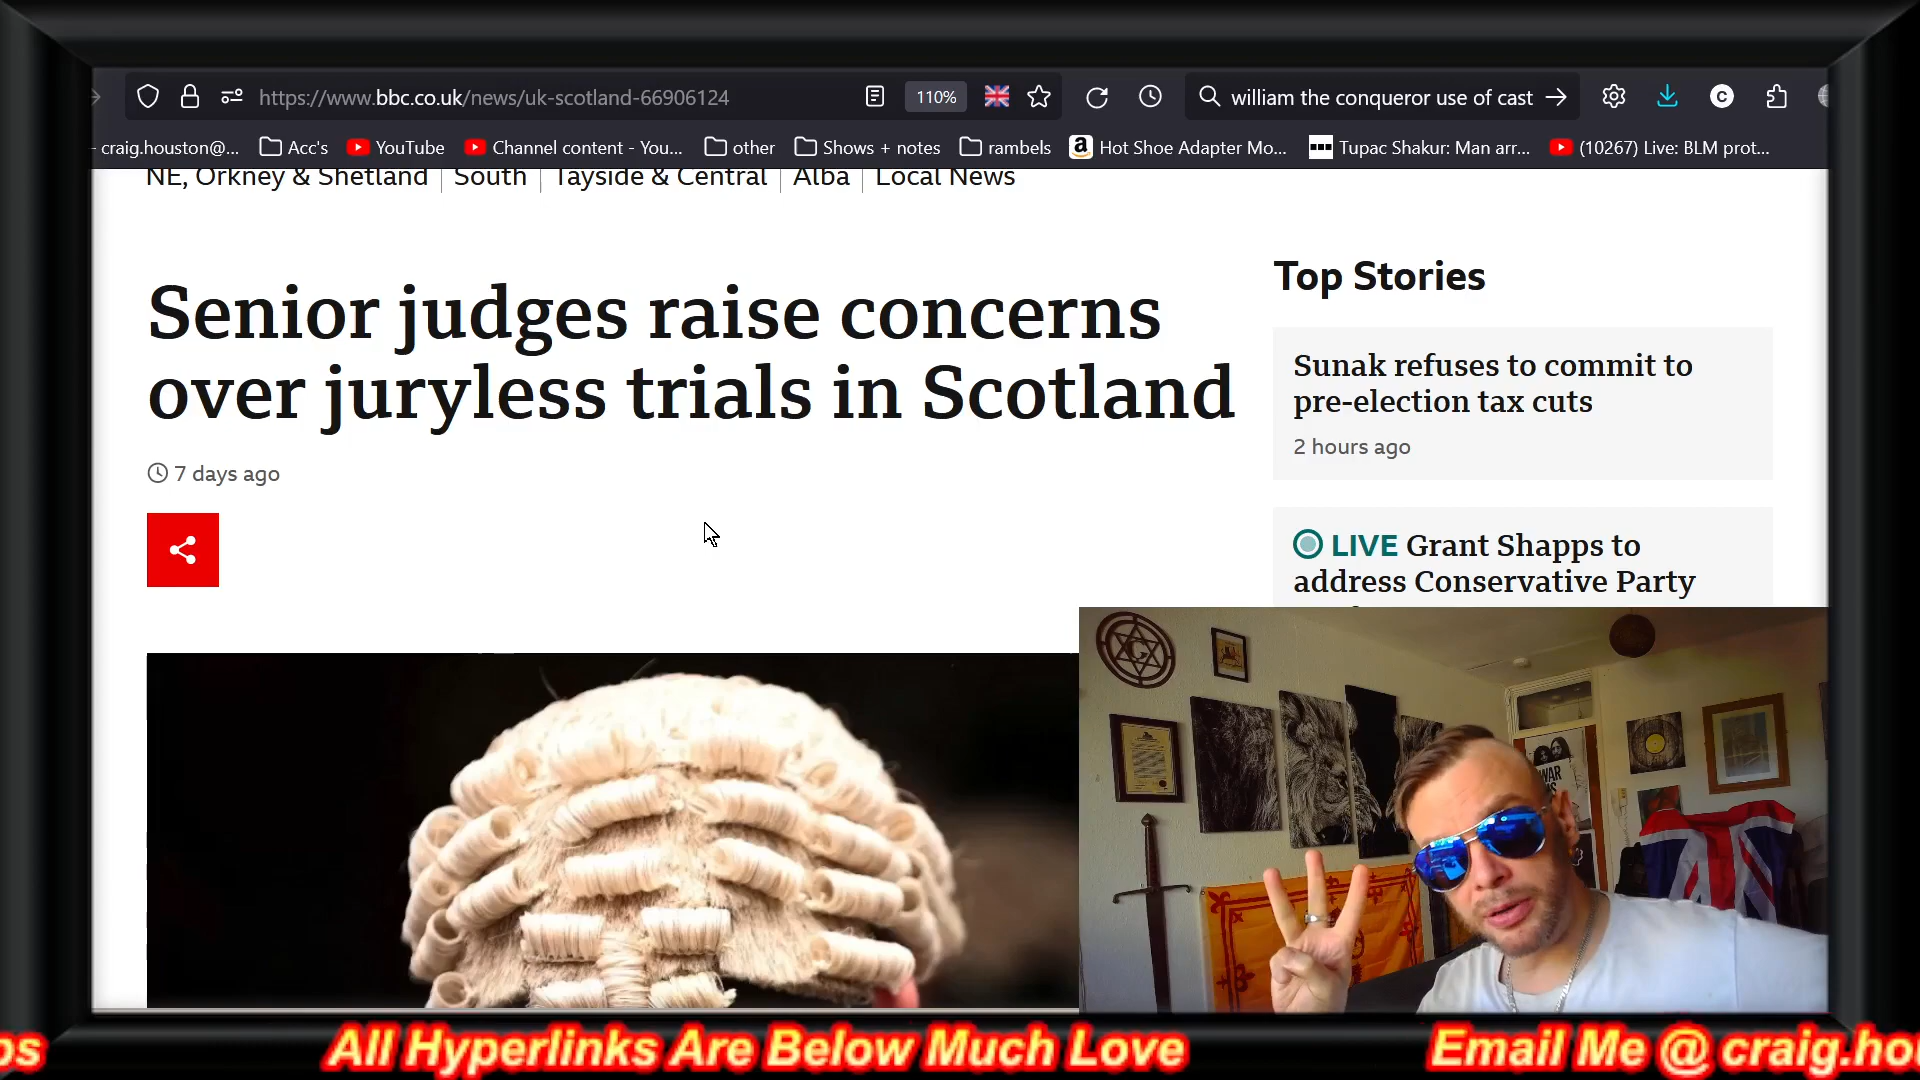 https://www.bbc.co.uk/news/uk-scotland-66906124
110%
william the conqueror use of cast
C
craig.houston@...
Acc's
YouTube
Channel content - You...
other
Shows + notes
rambels
Hot Shoe Adapter Mo...
Tupac Shakur: Man arr...
(10267) Live: BLM prot...
NE, Orkney & Shetland
South
Tayside & Central
Alba
Local News
Senior judges raise concerns
over juryless trials in Scotland
7 days ago
Top Stories
Sunak refuses to commit to
pre-election tax cuts
2 hours ago
LIVE Grant Shapps to
address Conservative Party
WAR
All Hyperlinks Are Below Much Love
Email Me @ craig.hou